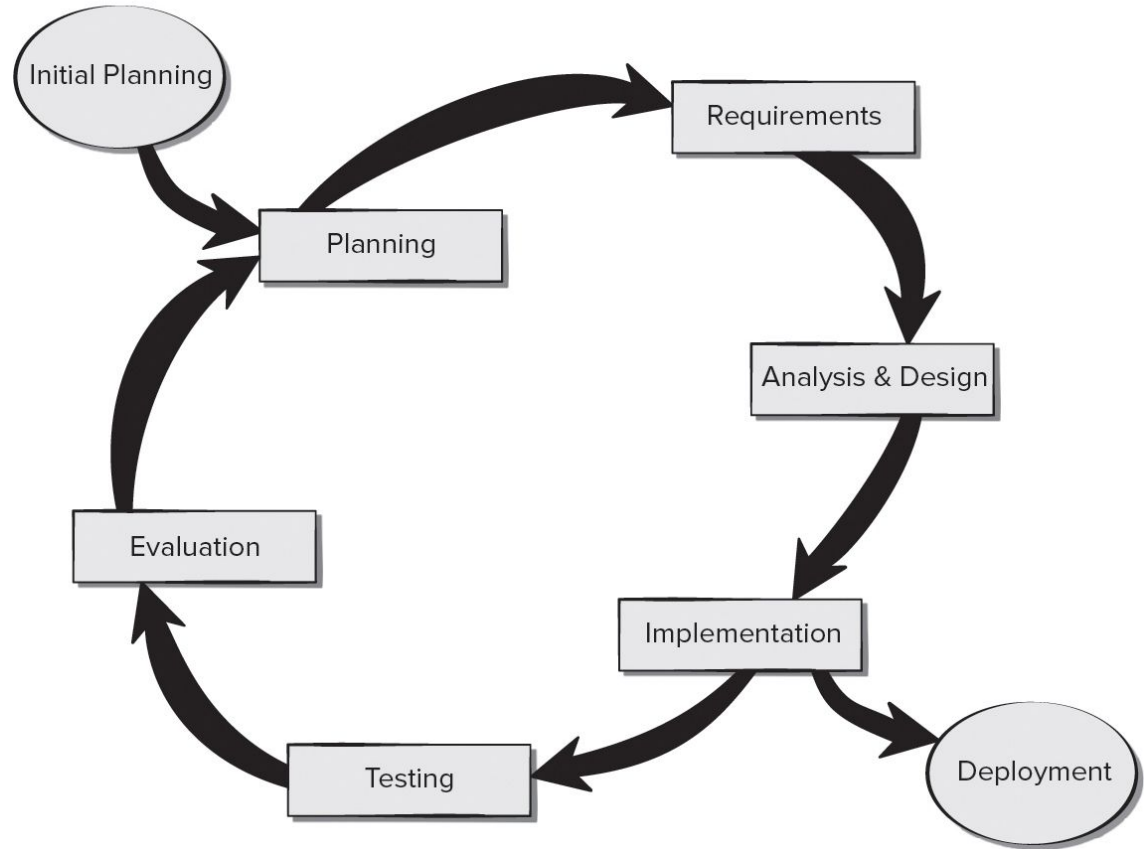 Initial Planning
Planning
Requirements
Analysis & Design
Implementation
Deployment
Testing
Evaluation